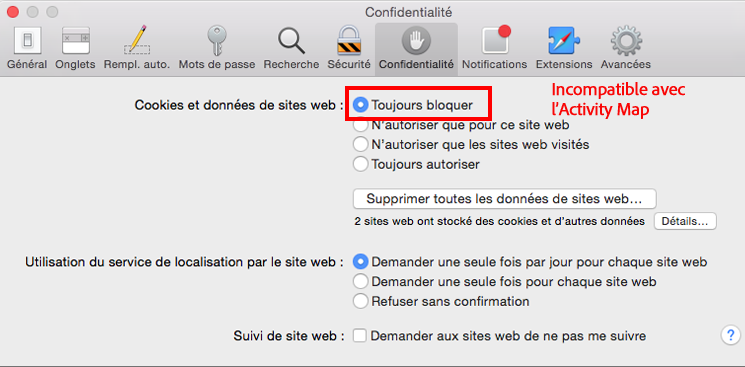 Confidentialité
Général Onglets Rempl. auto. Mots de passe Recherche Sécurité Confidentialité Notifications Extensions Avancées
Cookies et données de sites web : Toujours bloquer
Incompatible avec
l'Activity Map
N'autoriser que pour ce site web
N'autoriser que les sites web visités
Toujours autoriser
Supprimer toutes les données de sites web...
2 sites web ont stocké des cookies et d'autres données Détails...
Utilisation du service de localisation par le site web : Demander une seule fois par jour pour chaque site web
Demander une seule fois pour chaque site web
Refuser sans confirmation
Suivi de site web : Demander aux sites web de ne pas me suivre
?